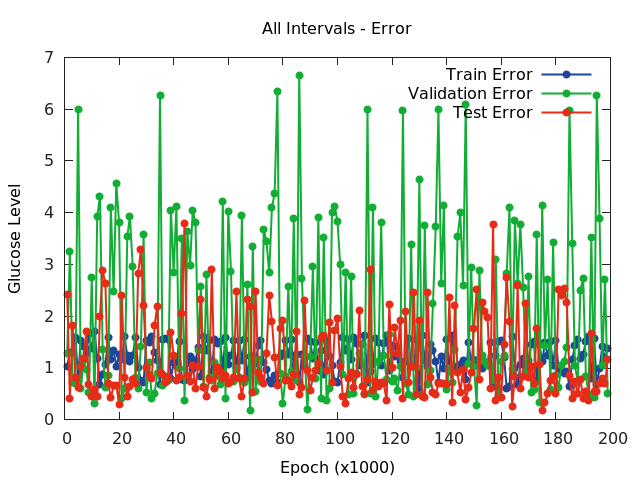 All Intervals - Error
Train Error
Validation Error
Test Error
7
6
5
4
3
2
1
0
Glucose Level
0 20 40 60 80 100 120 140 160 180 200
Epoch (x1000)